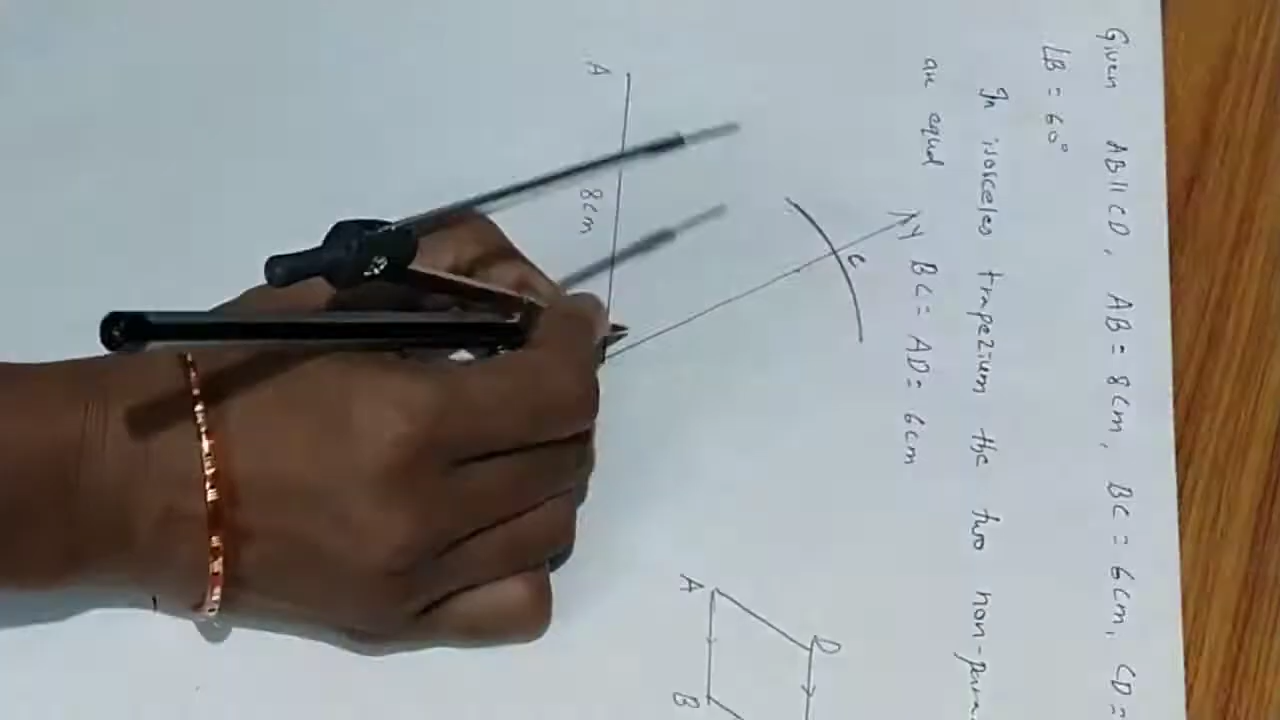 Given AB || CD, AB = 8cm, BC = 6cm, CD =
∠B = 60°
In isosceles trapezium the two non-para
are equal
BC = AD = 6cm
Y
C
A
8cm
D
A
B